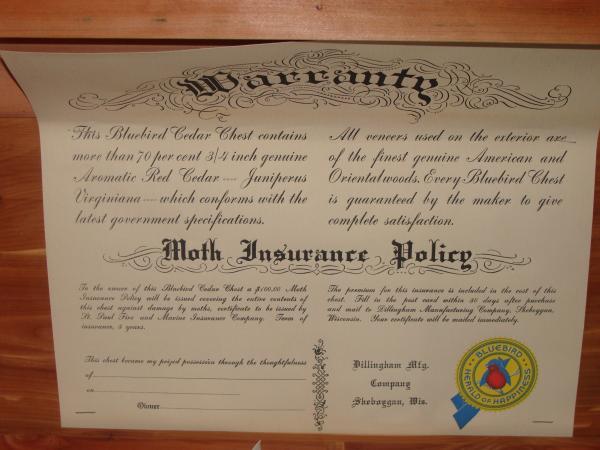 Warranty
This Bluebird Cedar Chest contains
more than 70 per cent 3/4 inch genuine
Aromatic Red Cedar ---- Juniperus
Virginiana ---- which conforms with the
latest government specifications.
All veneers used on the exterior are
of the finest genuine American and
Oriental woods. Every Bluebird Chest
is guaranteed by the maker to give
complete satisfaction.
Moth Insurance Policy
To the owner of this Bluebird Cedar Chest a $100.00 Moth
Insurance Policy will be issued covering the entire contents of
this chest against damage by moths, certificate to be issued by
St. Paul Fire and Marine Insurance Company. Term of
insurance, 5 years.
The premium for this insurance is included in the cost of this
chest. Fill in the post card within 30 days after purchase
and mail to Dillingham Manufacturing Company, Sheboygan,
Wisconsin. Your certificate will be mailed immediately.
This chest became my prized possession through the thoughtfulness
of
on
Owner
Dillingham Mfg.
Company
Sheboygan, Wis.
BLUEBIRD
HERALD OF HAPPINESS